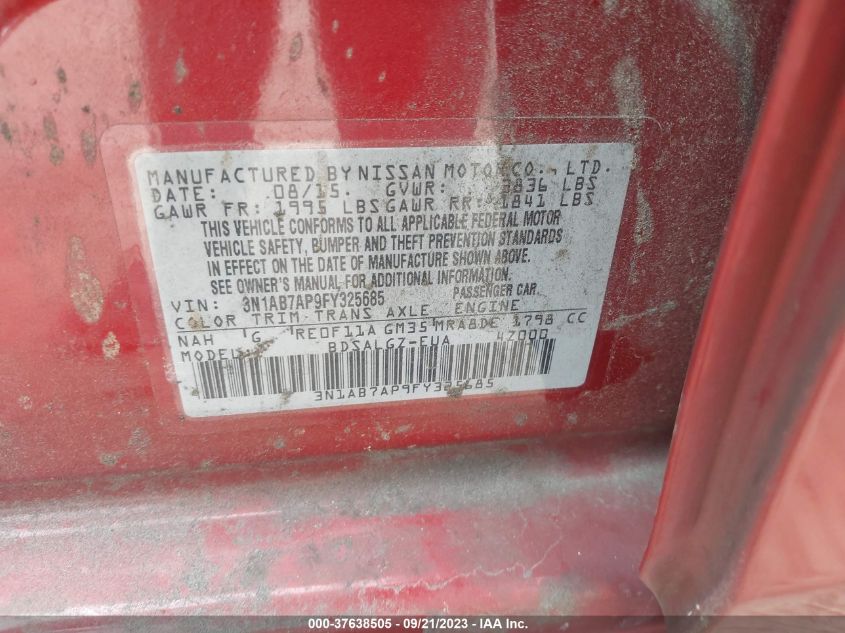 MANUFACTURED BY NISSAN MOTOR CO., LTD.
DATE: 08/15. GVWR: 3836 LBS
GAWR FR: 1995 LBS GAWR RR: 1841 LBS
THIS VEHICLE CONFORMS TO ALL APPLICABLE FEDERAL MOTOR
VEHICLE SAFETY, BUMPER AND THEFT PREVENTION STANDARDS
IN EFFECT ON THE DATE OF MANUFACTURE SHOWN ABOVE.
SEE OWNER'S MANUAL FOR ADDITIONAL INFORMATION.
VIN: 3N1AB7AP9FY325685 PASSENGER CAR
COLOR TRIM TRANS AXLE ENGINE
NAH G RE0F11A GM35 MRA8DE 1798 CC
MODEL: BDSALGZ-EUA 4Z000
3N1AB7AP9FY325685
000-37638505 - 09/21/2023 - IAA Inc.